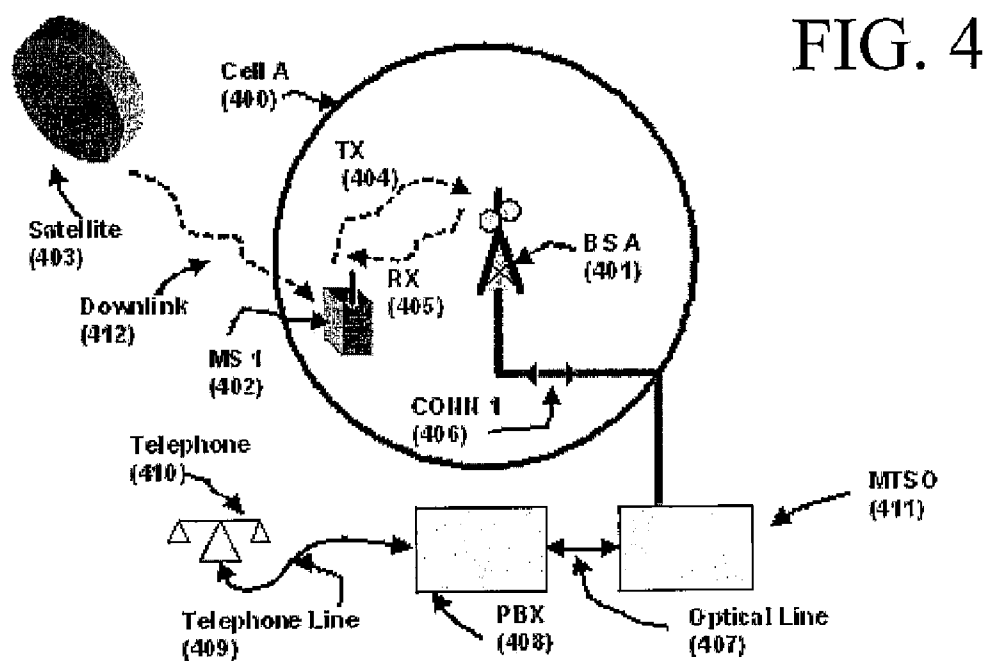 FIG. 4
Cell A
(400)
TX
(404)
Satellite
(403)
BSA
(401)
RX
(405)
Downlink
(412)
MS 1
(402)
CONN 1
(406)
Telephone
(410)
MTSO
(411)
Telephone Line
(409)
PBX
(408)
Optical Line
(407)